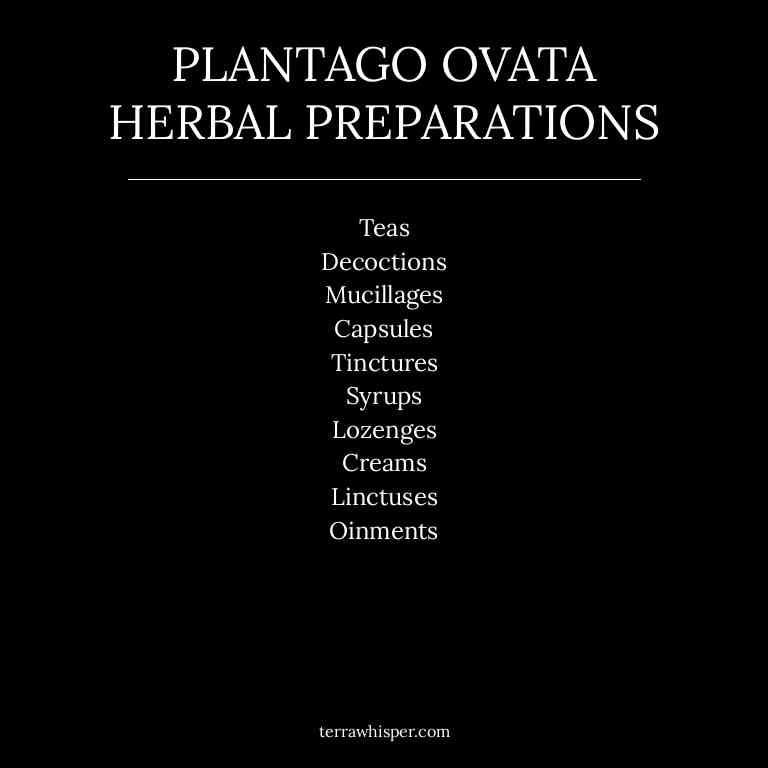 PLANTAGO OVATA
HERBAL PREPARATIONS
Teas
Decoctions
Mucillages
Capsules
Tinctures
Syrups
Lozenges
Creams
Linctuses
Oinments
terrawhisper.com